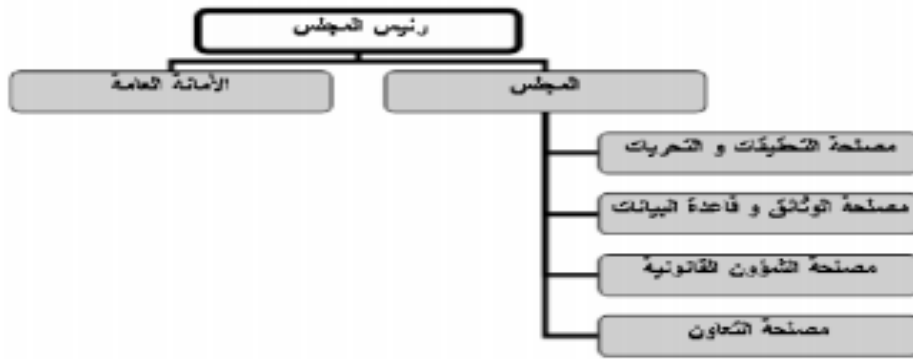 رئيس المجلس
المجلس
الأمانة العامة
مصلحة التحقيقات و التحريات
مصلحة الوثائق و قاعدة البيانات
مصلحة الشؤون القانونية
مصلحة التعاون